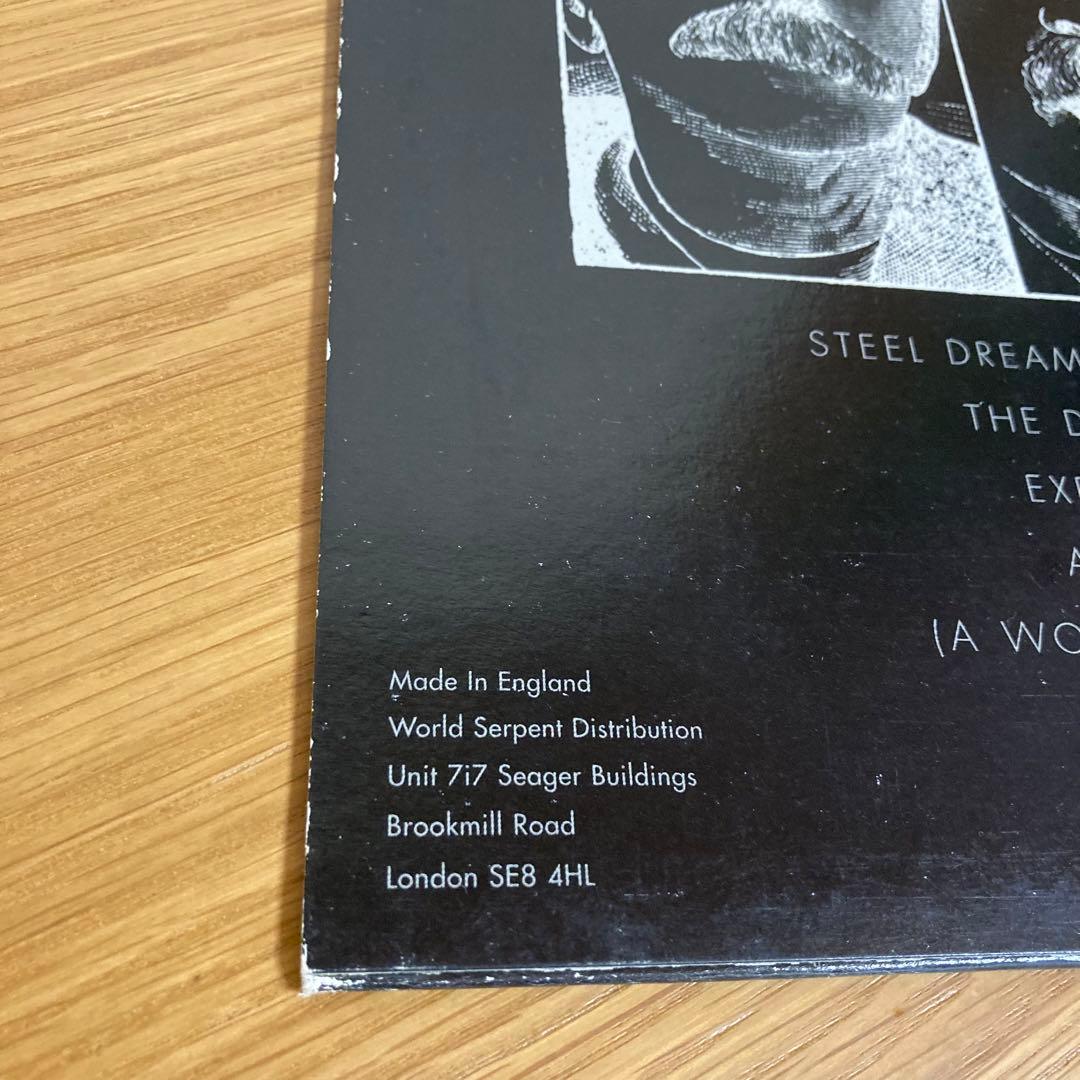 STEEL DREAM
THE D
EXP
A
(A WO
Made In England
World Serpent Distribution
Unit 7i7 Seager Buildings
Brookmill Road
London SE8 4HL